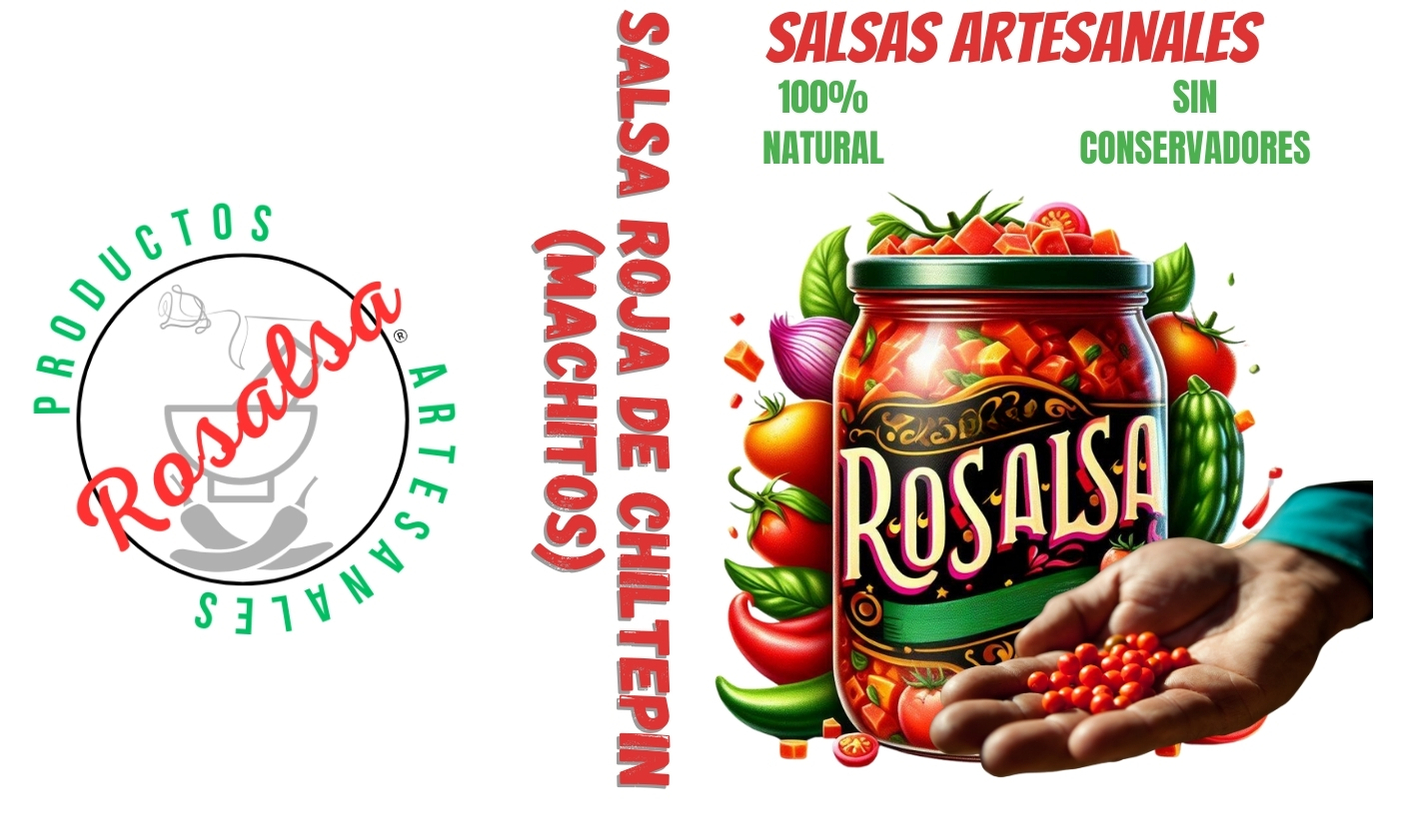 PRODUCTOS ARTESANALES
Rosalsa
®
SALSA ROJA DE CHILTEPIN
(MACHITOS)
SALSAS ARTESANALES
100%
NATURAL
SIN
CONSERVADORES
ROSALSA